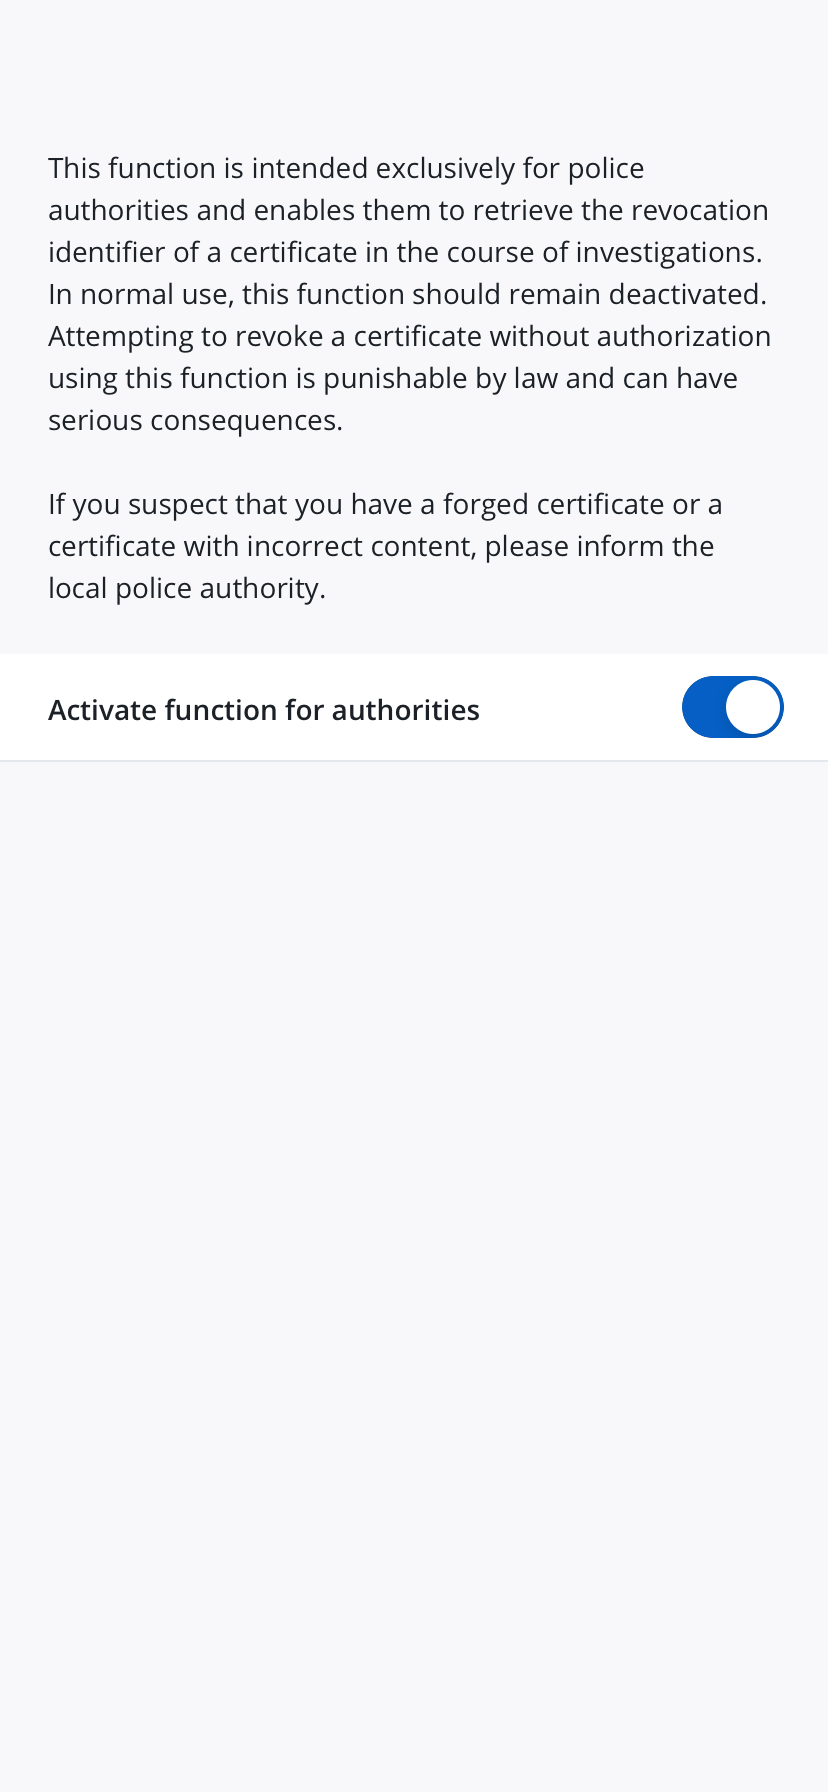 This function is intended exclusively for police
authorities and enables them to retrieve the revocation
identifier of a certificate in the course of investigations.
In normal use, this function should remain deactivated.
Attempting to revoke a certificate without authorization
using this function is punishable by law and can have
serious consequences.
If you suspect that you have a forged certificate or a
certificate with incorrect content, please inform the
local police authority.
Activate function for authorities